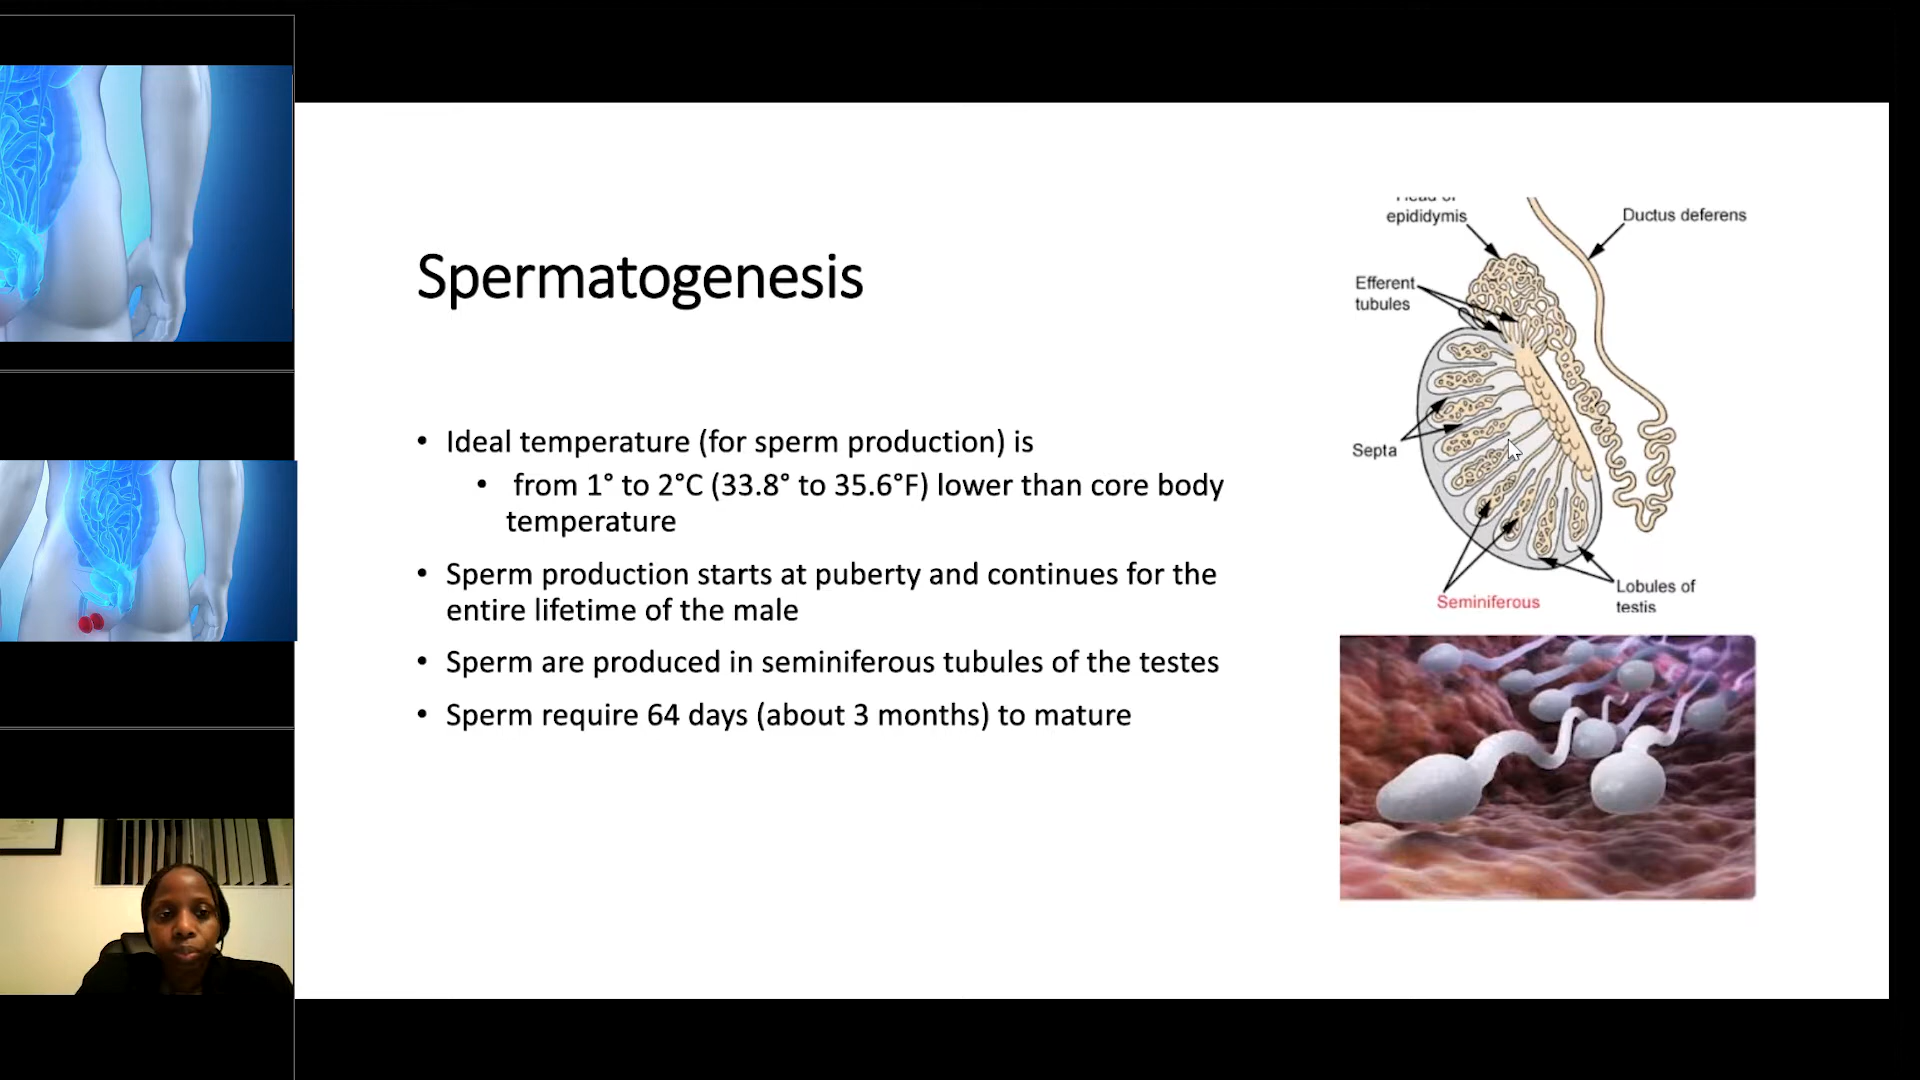 Spermatogenesis
• Ideal temperature (for sperm production) is
• from 1° to 2°C (33.8° to 35.6°F) lower than core body
temperature
• Sperm production starts at puberty and continues for the
entire lifetime of the male
• Sperm are produced in seminiferous tubules of the testes
• Sperm require 64 days (about 3 months) to mature
Head of
epididymis
Ductus deferens
Efferent
tubules
Septa
Seminiferous
Lobules of
testis